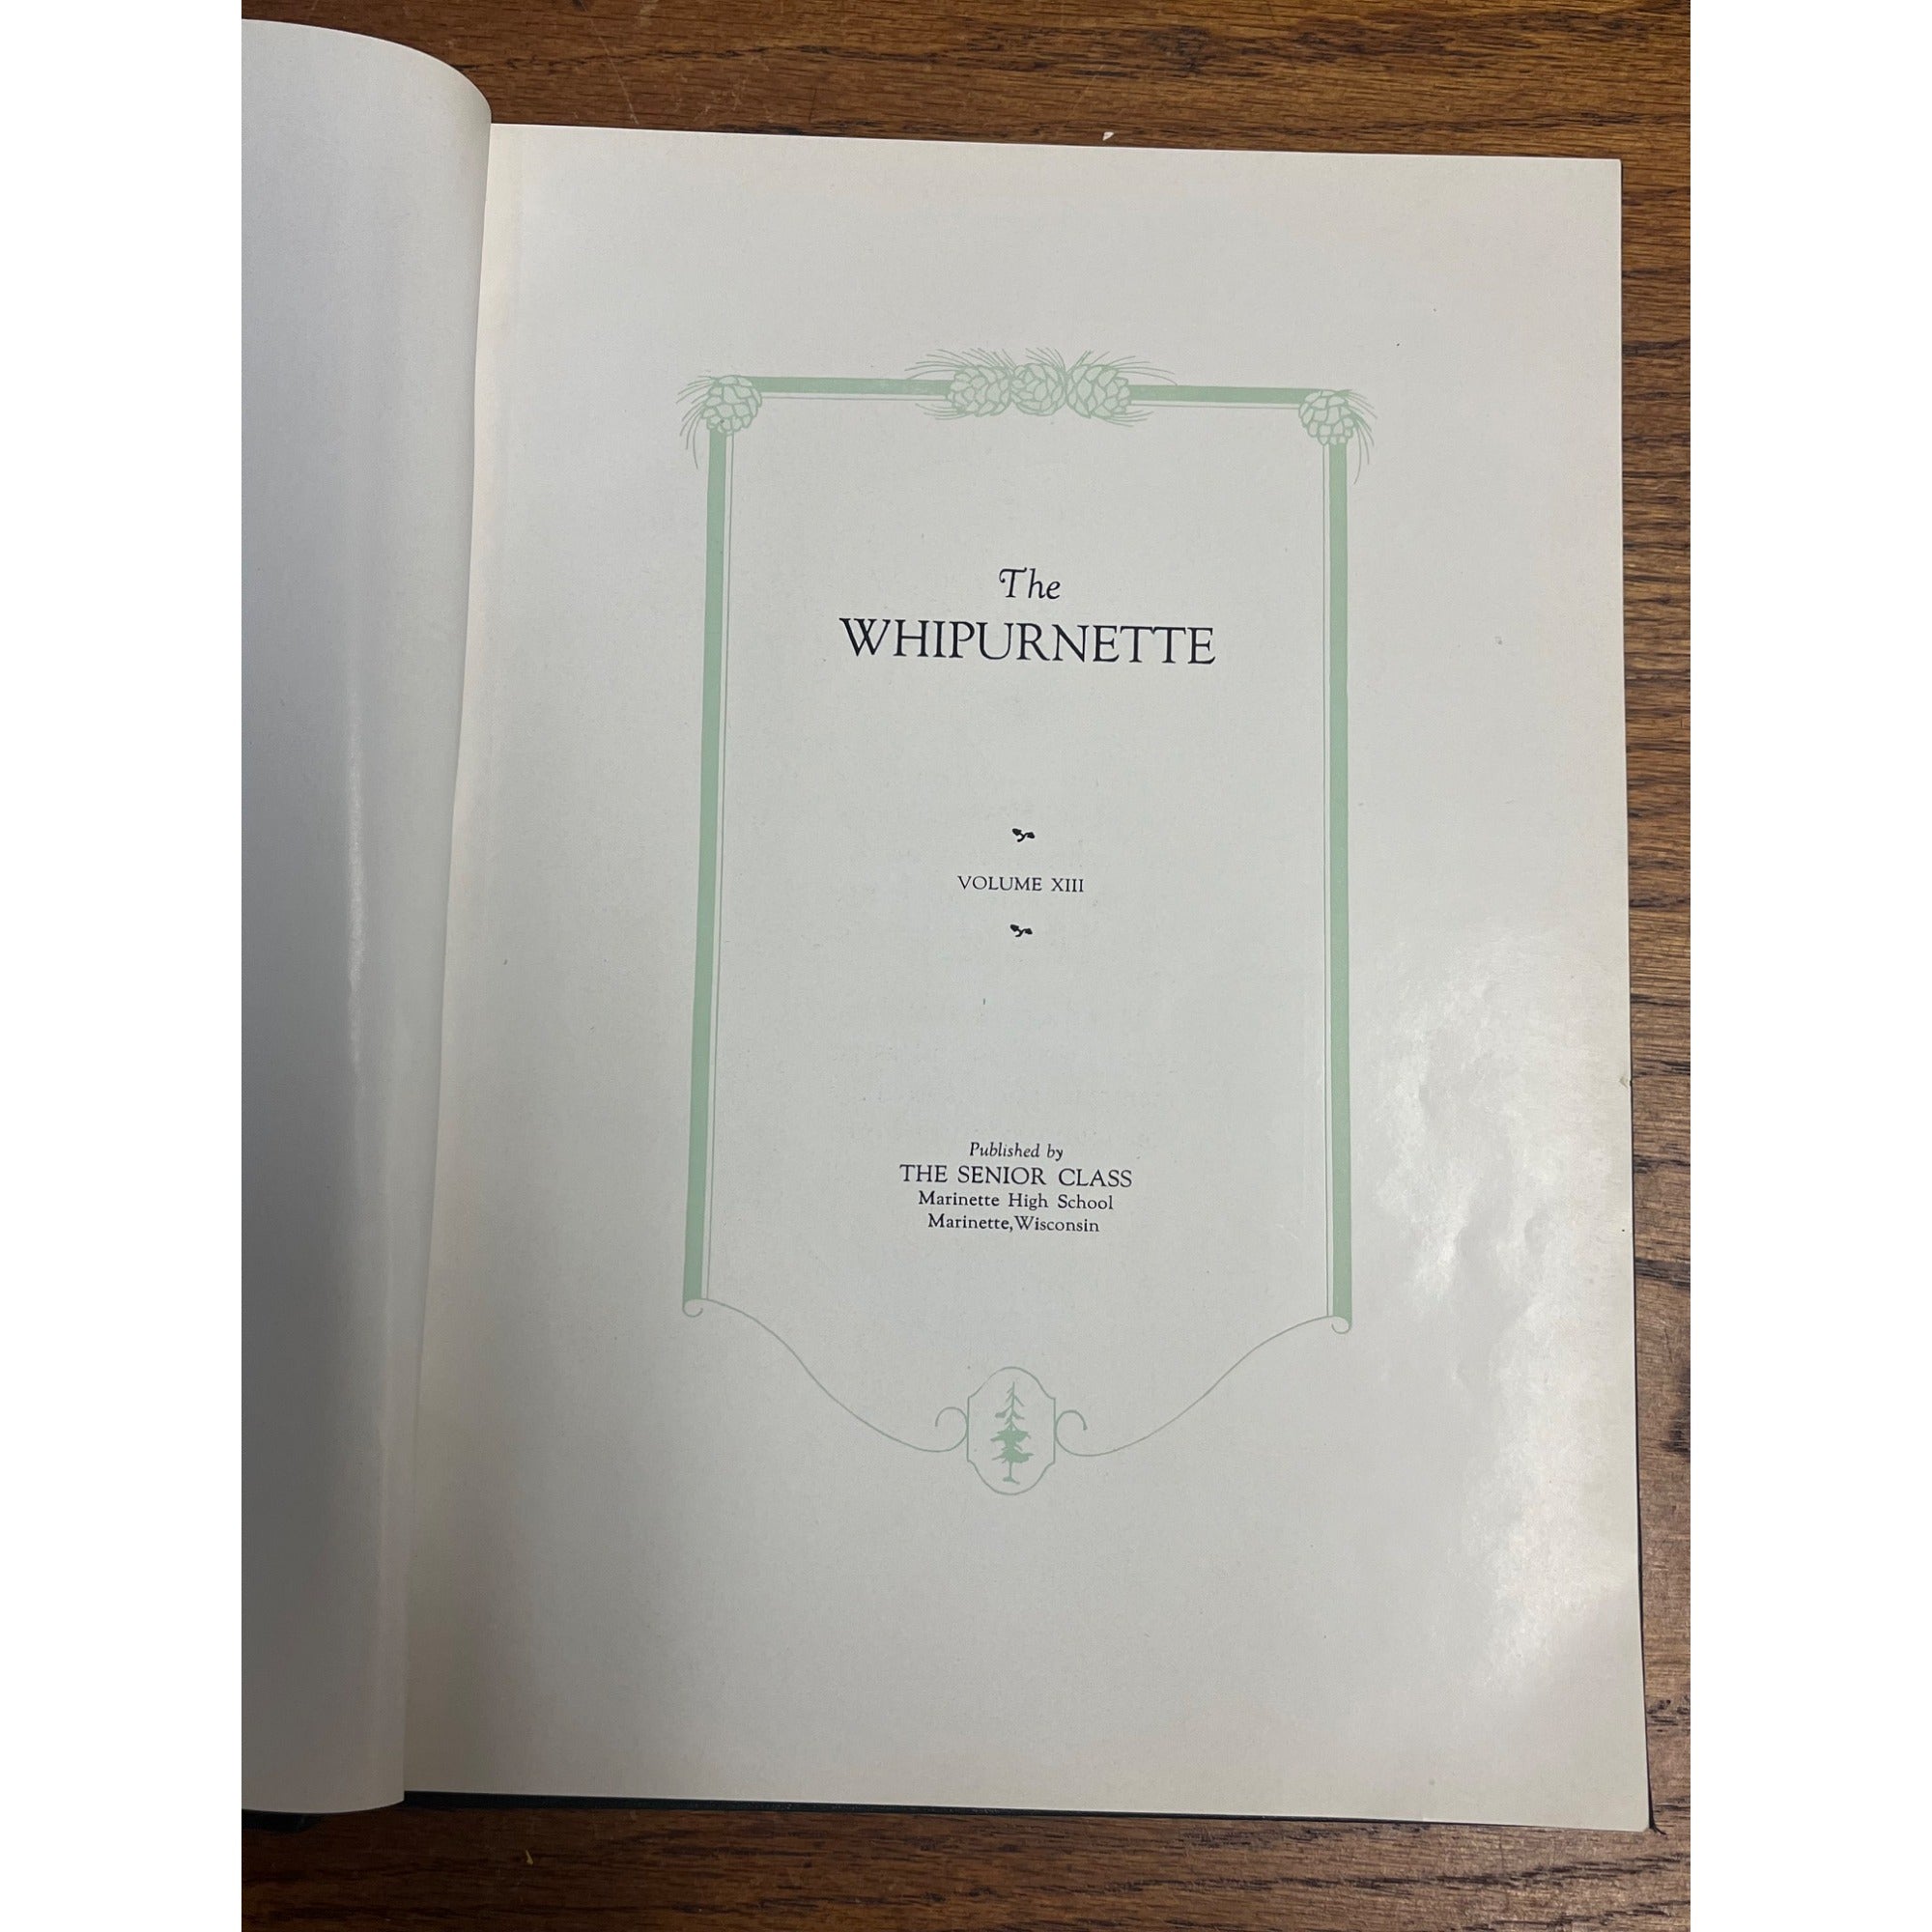 The
WHIPURNETTE
VOLUME XIII
Published by
THE SENIOR CLASS
Marinette High School
Marinette, Wisconsin